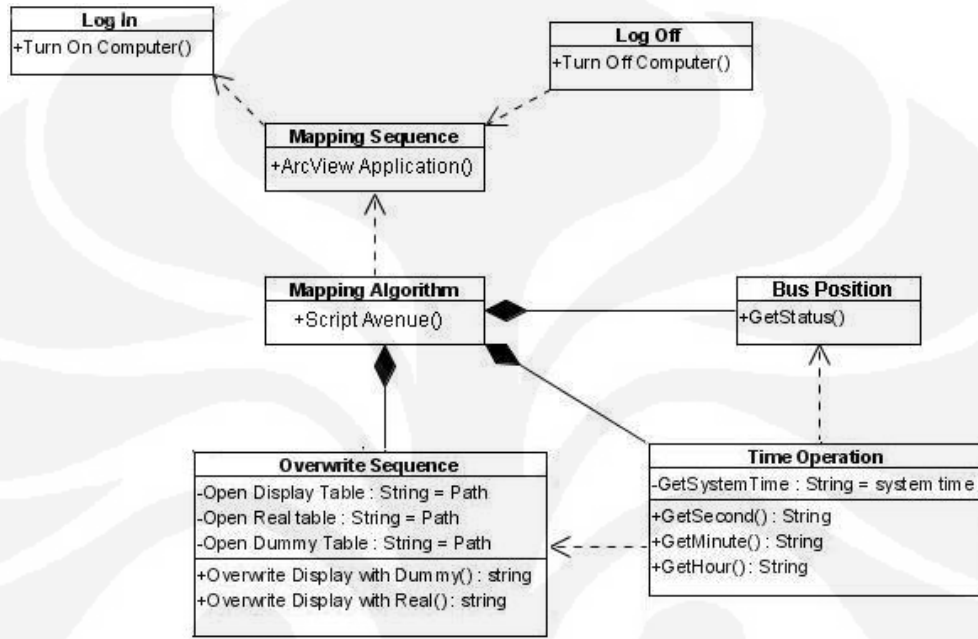 Log In
+Turn On Computer()
Log Off
+Turn Off Computer()
Mapping Sequence
+ArcView Application()
Mapping Algorithm
+Script Avenue()
Bus Position
+GetStatus()
Overwrite Sequence
-Open Display Table : String = Path
-Open Real table : String = Path
-Open Dummy Table : String = Path
+Overwrite Display with Dummy() : string
+Overwrite Display with Real() : string
Time Operation
-GetSystemTime : String = system time
+GetSecond() : String
+GetMinute() : String
+GetHour() : String